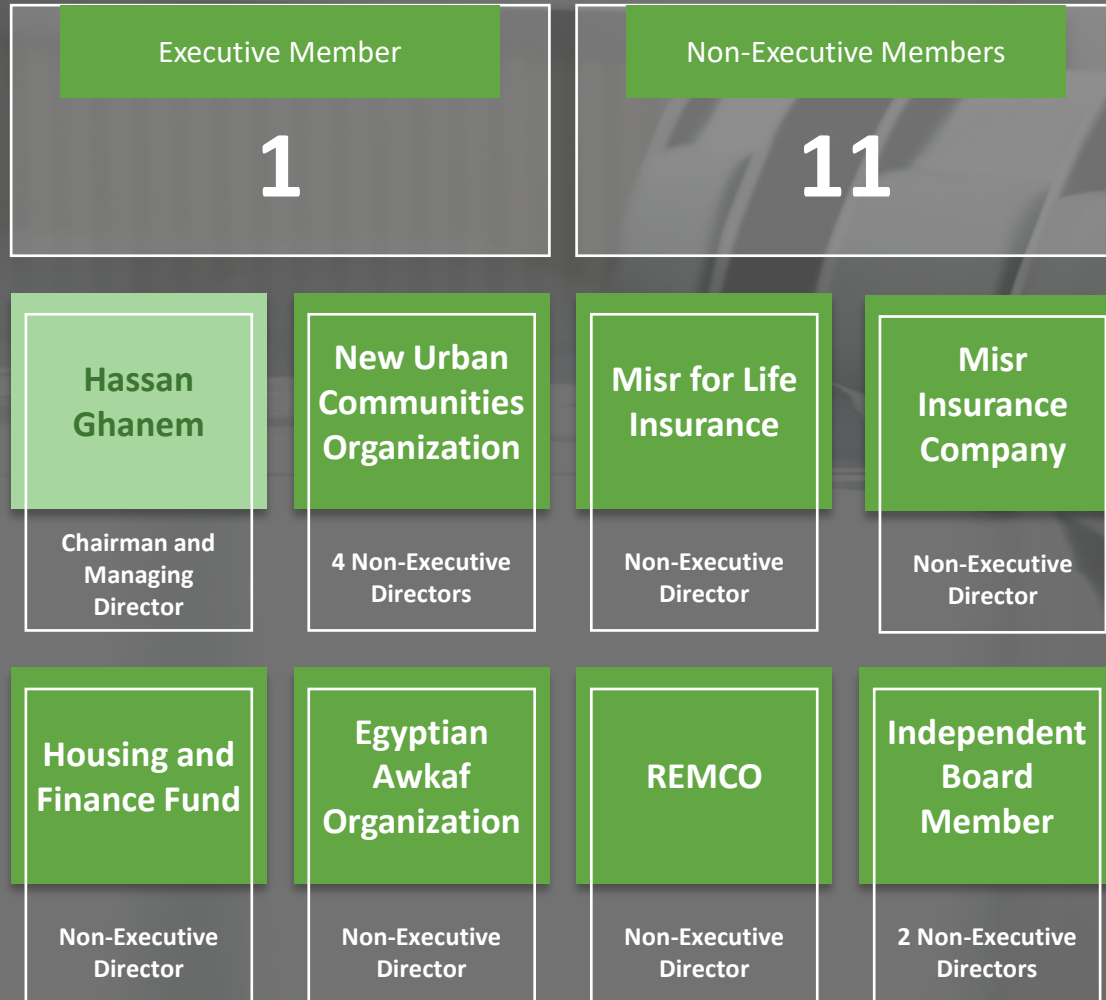 Executive Member
1
Non-Executive Members
11
Hassan
Ghanem
Chairman and
Managing
Director
New Urban
Communities
Organization
4 Non-Executive
Directors
Misr for Life
Insurance
Non-Executive
Director
Misr
Insurance
Company
Non-Executive
Director
Housing and
Finance Fund
Non-Executive
Director
Egyptian
Awkaf
Organization
Non-Executive
Director
REMCO
Non-Executive
Director
Independent
Board
Member
2 Non-Executive
Directors